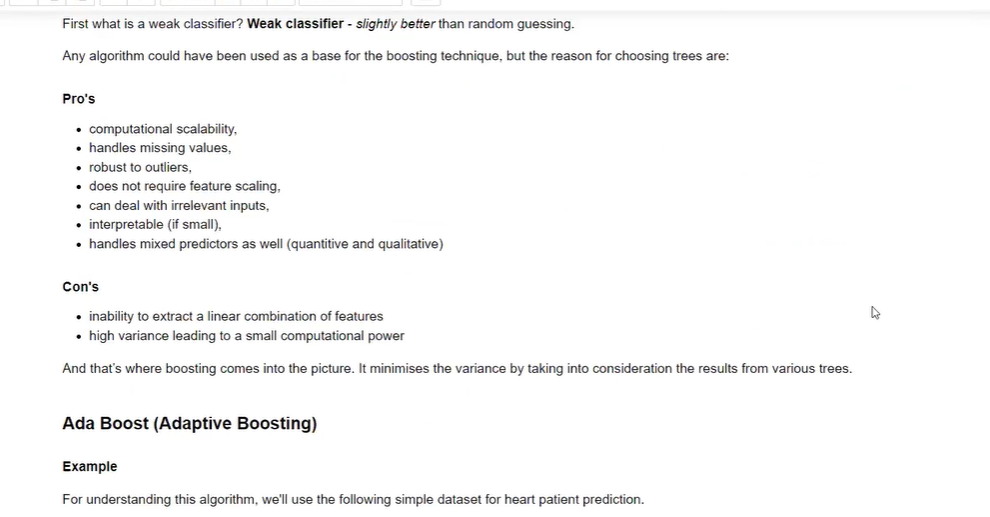 First what is a weak classifier? Weak classifier - slightly better than random guessing.
Any algorithm could have been used as a base for the boosting technique, but the reason for choosing trees are:
Pro's
• computational scalability,
• handles missing values,
• robust to outliers,
• does not require feature scaling,
• can deal with irrelevant inputs,
• interpretable (if small),
• handles mixed predictors as well (quantitive and qualitative)
Con's
• inability to extract a linear combination of features
• high variance leading to a small computational power
And that's where boosting comes into the picture. It minimises the variance by taking into consideration the results from various trees.
Ada Boost (Adaptive Boosting)
Example
For understanding this algorithm, we'll use the following simple dataset for heart patient prediction.